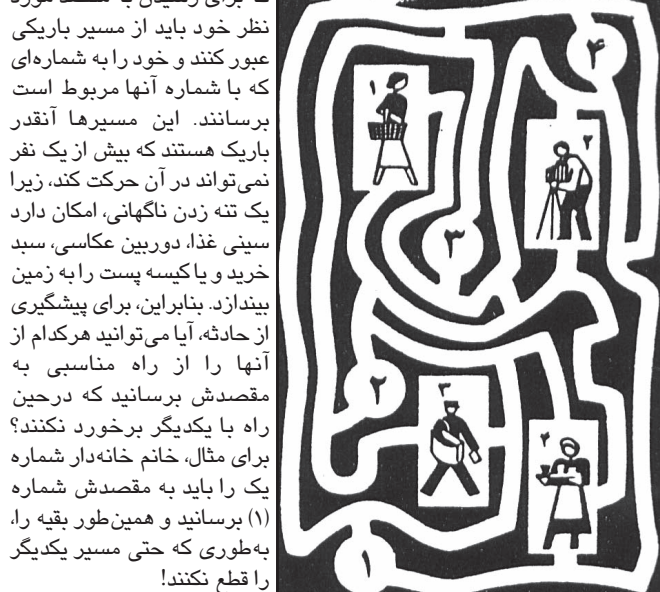 نظر خود باید از مسیر باریکی
عبور کنند و خود را به شماره‌ای
که با شماره آنها مربوط است
برسانند. این مسیرها آنقدر
باریک هستند که بیش از یک نفر
نمی‌تواند در آن حرکت کند، زیرا
یک تنه زدن ناگهانی، امکان دارد
سینی غذا، دوربین عکاسی، سبد
خرید و یا کیسه پست را به زمین
بیندازد. بنابراین، برای پیشگیری
از حادثه، آیا می‌توانید هرکدام از
آنها را از راه مناسبی به
مقصدش برسانید که درحین
راه با یکدیگر برخورد نکنند؟
برای مثال، خانم خانه‌دار شماره
یک را باید به مقصدش شماره
(۱) برسانید و همین‌طور بقیه را،
به‌طوری که حتی مسیر یکدیگر
را قطع نکنند!
۴
۱
۲
۳
۲
۳
۴
۱